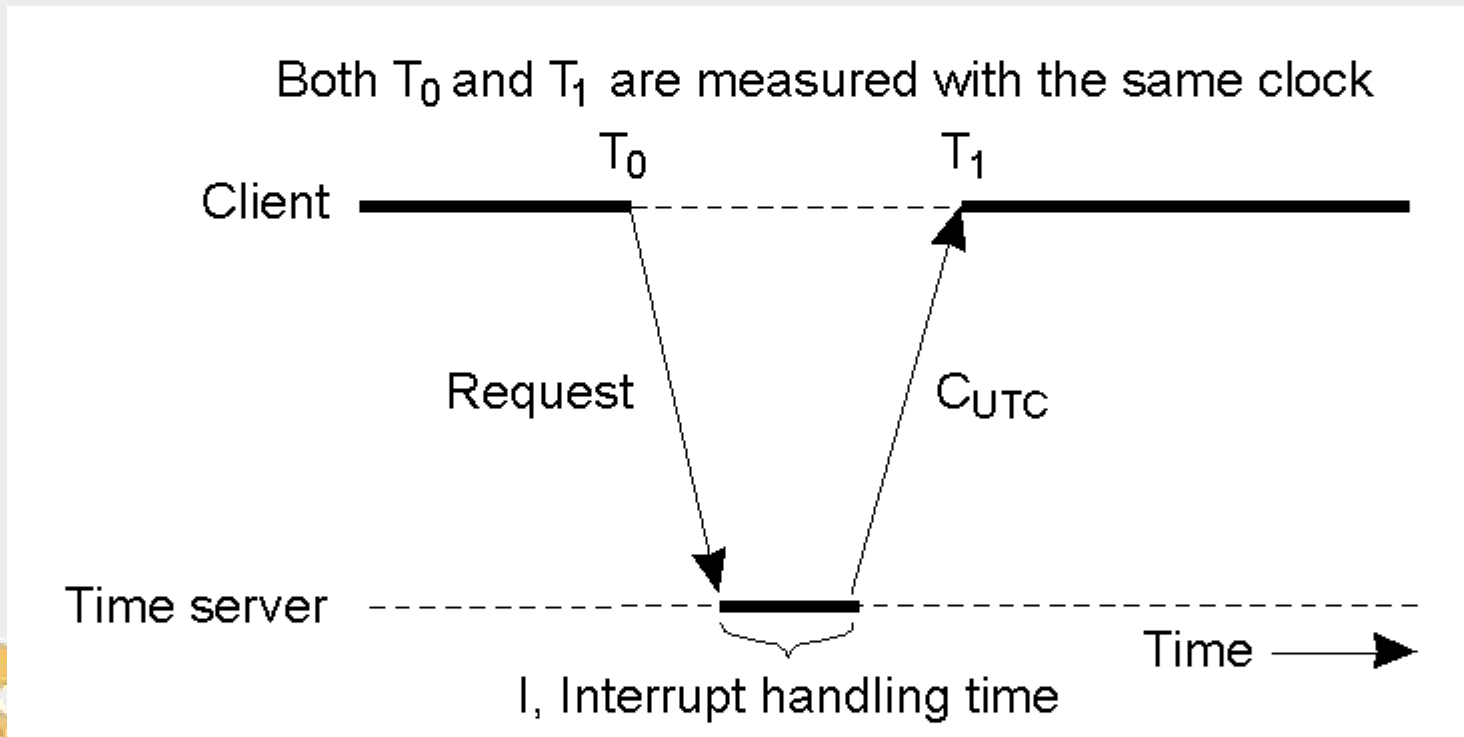 Both T₀ and T₁ are measured with the same clock
T₀ T₁
Client
Request C_UTC
Time server
Time
I, Interrupt handling time